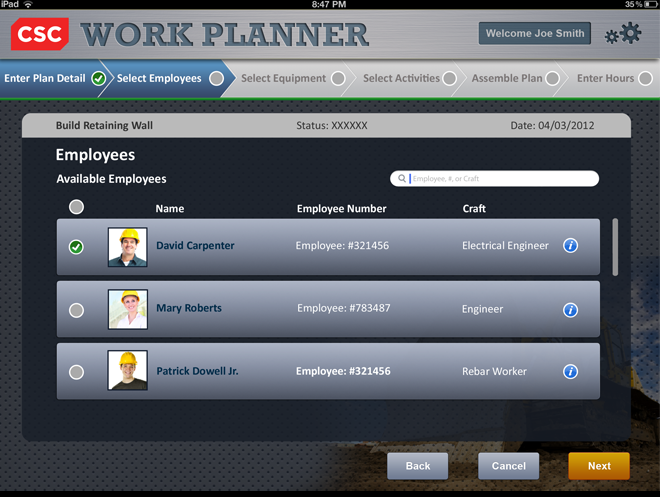 iPad 8:47 PM 35%
CSC WORK PLANNER Welcome Joe Smith
Enter Plan Detail Select Employees Select Equipment Select Activities Assemble Plan Enter Hours
Build Retaining Wall Status: XXXXXX Date: 04/03/2012
Employees
Available Employees Employee, #, or Craft
Name Employee Number Craft
David Carpenter Employee: #321456 Electrical Engineer i
Mary Roberts Employee: #783487 Engineer i
Patrick Dowell Jr. Employee: #321456 Rebar Worker i
Back Cancel Next